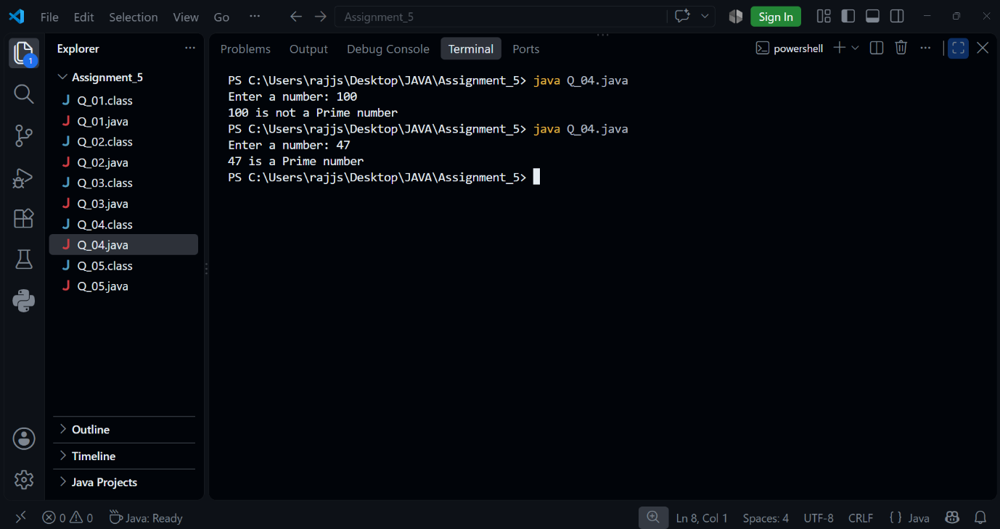 File Edit Selection View Go ··· Assignment_5 Sign In
Explorer ···
1
Problems Output Debug Console Terminal Ports powershell ···
Assignment_5
Q_01.class
Q_01.java
Q_02.class
Q_02.java
Q_03.class
Q_03.java
Q_04.class
Q_04.java
Q_05.class
Q_05.java
PS C:\Users\rajjs\Desktop\JAVA\Assignment_5> java Q_04.java
Enter a number: 100
100 is not a Prime number
PS C:\Users\rajjs\Desktop\JAVA\Assignment_5> java Q_04.java
Enter a number: 47
47 is a Prime number
PS C:\Users\rajjs\Desktop\JAVA\Assignment_5>
Outline
Timeline
Java Projects
0 0 Java: Ready Ln 8, Col 1 Spaces: 4 UTF-8 CRLF { } Java